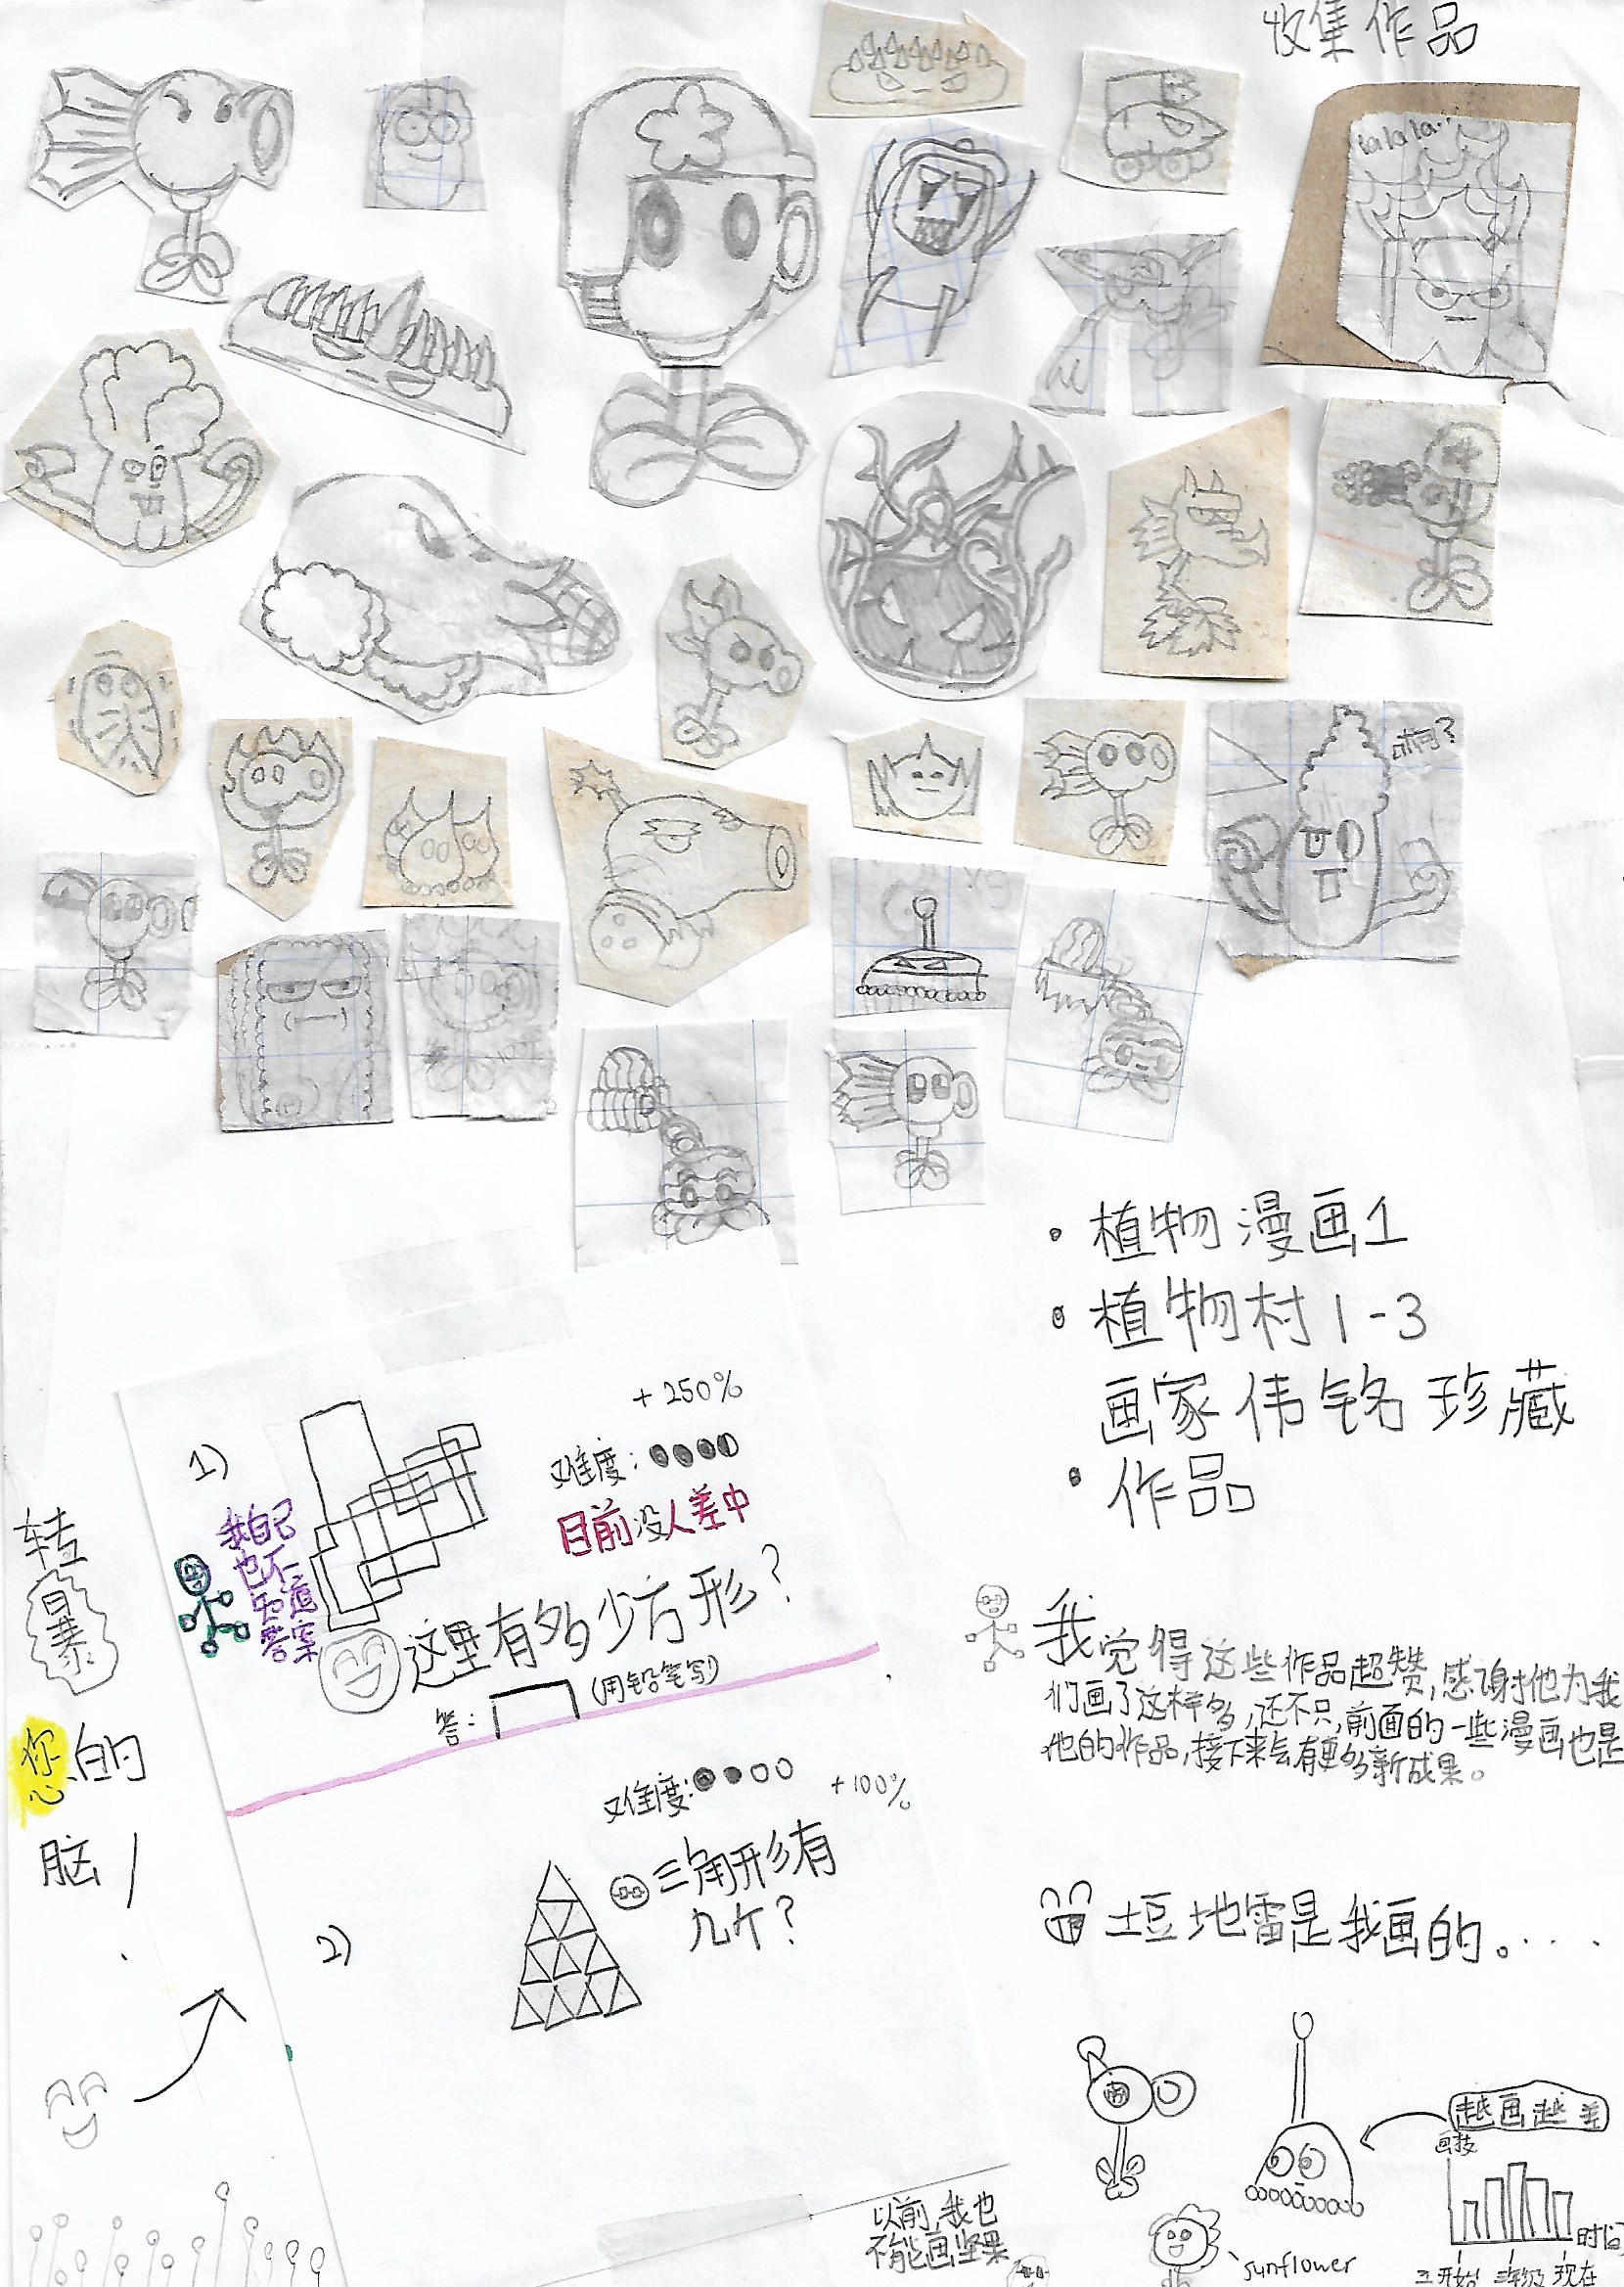 收集作品
lalala..
啊?
• 植物漫画1
• 植物村 1-3
画家伟铭珍藏
• 作品
+250%
1)
难度:
目前没人差中
我自己
也不
知道
答案
这里有多少方形?
答:
(用铅笔写)
转
暴
您的
脑!
难度:
+100%
三角形有
几个?
2)
我觉得这些作品超赞,感谢他为我
们画了这样多,还不只,前面的一些漫画也是
他的作品,接下来会有更多新成果。
土豆地雷是我画的。....
越画越差
画技
时间
开始 三年级 现在
以前,我也
不能画坚果
sunflower